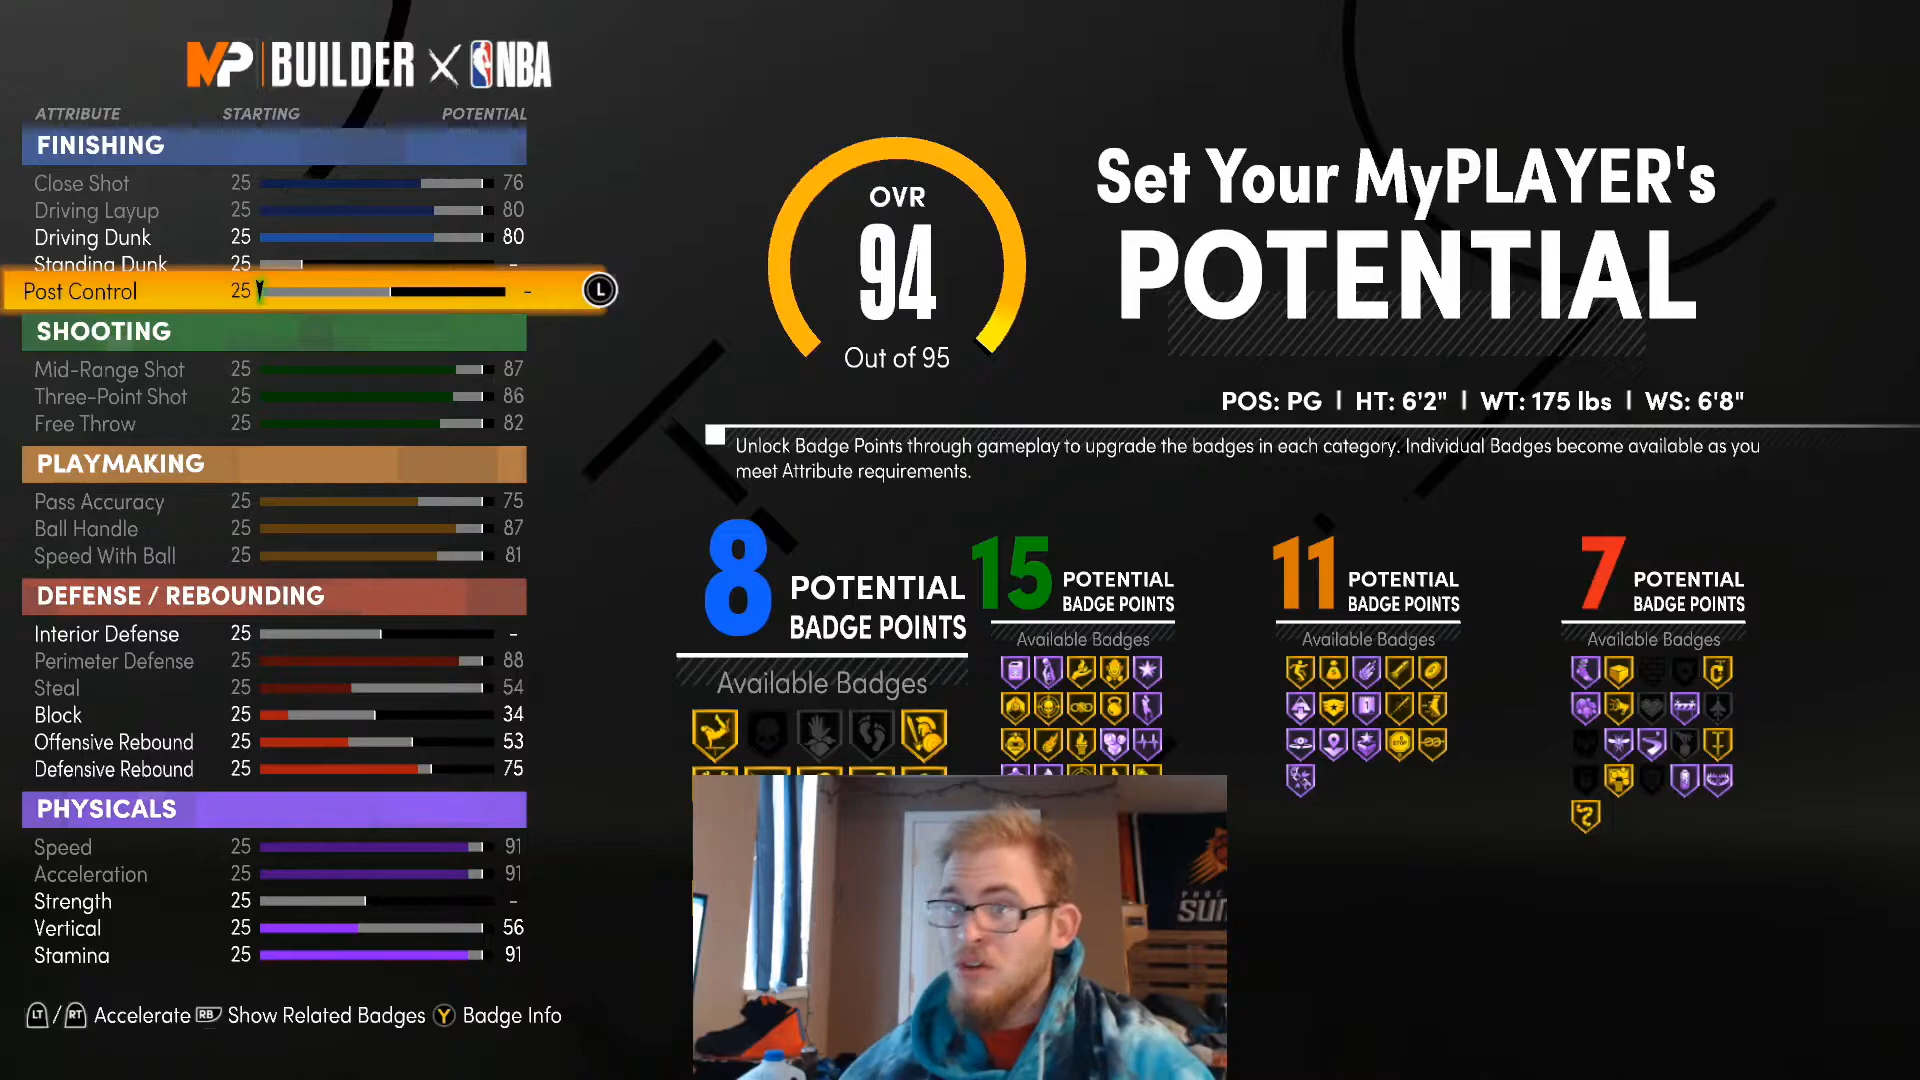 MP | BUILDER X NBA
ATTRIBUTE STARTING POTENTIAL
FINISHING
Close Shot 25 76
Driving Layup 25 80
Driving Dunk 25 80
Standing Dunk 25 -
Post Control 25 - L
SHOOTING
Mid-Range Shot 25 87
Three-Point Shot 25 86
Free Throw 25 82
PLAYMAKING
Pass Accuracy 25 75
Ball Handle 25 87
Speed With Ball 25 81
DEFENSE / REBOUNDING
Interior Defense 25 -
Perimeter Defense 25 88
Steal 25 54
Block 25 34
Offensive Rebound 25 53
Defensive Rebound 25 75
PHYSICALS
Speed 25 91
Acceleration 25 91
Strength 25 -
Vertical 25 56
Stamina 25 91
LT / RT Accelerate RB Show Related Badges Y Badge Info
OVR
94
Out of 95
Set Your MyPLAYER's
POTENTIAL
POS: PG | HT: 6'2" | WT: 175 lbs | WS: 6'8"
Unlock Badge Points through gameplay to upgrade the badges in each category. Individual Badges become available as you
meet Attribute requirements.
8 POTENTIAL
BADGE POINTS
Available Badges
15 POTENTIAL
BADGE POINTS
Available Badges
11 POTENTIAL
BADGE POINTS
Available Badges
7 POTENTIAL
BADGE POINTS
Available Badges